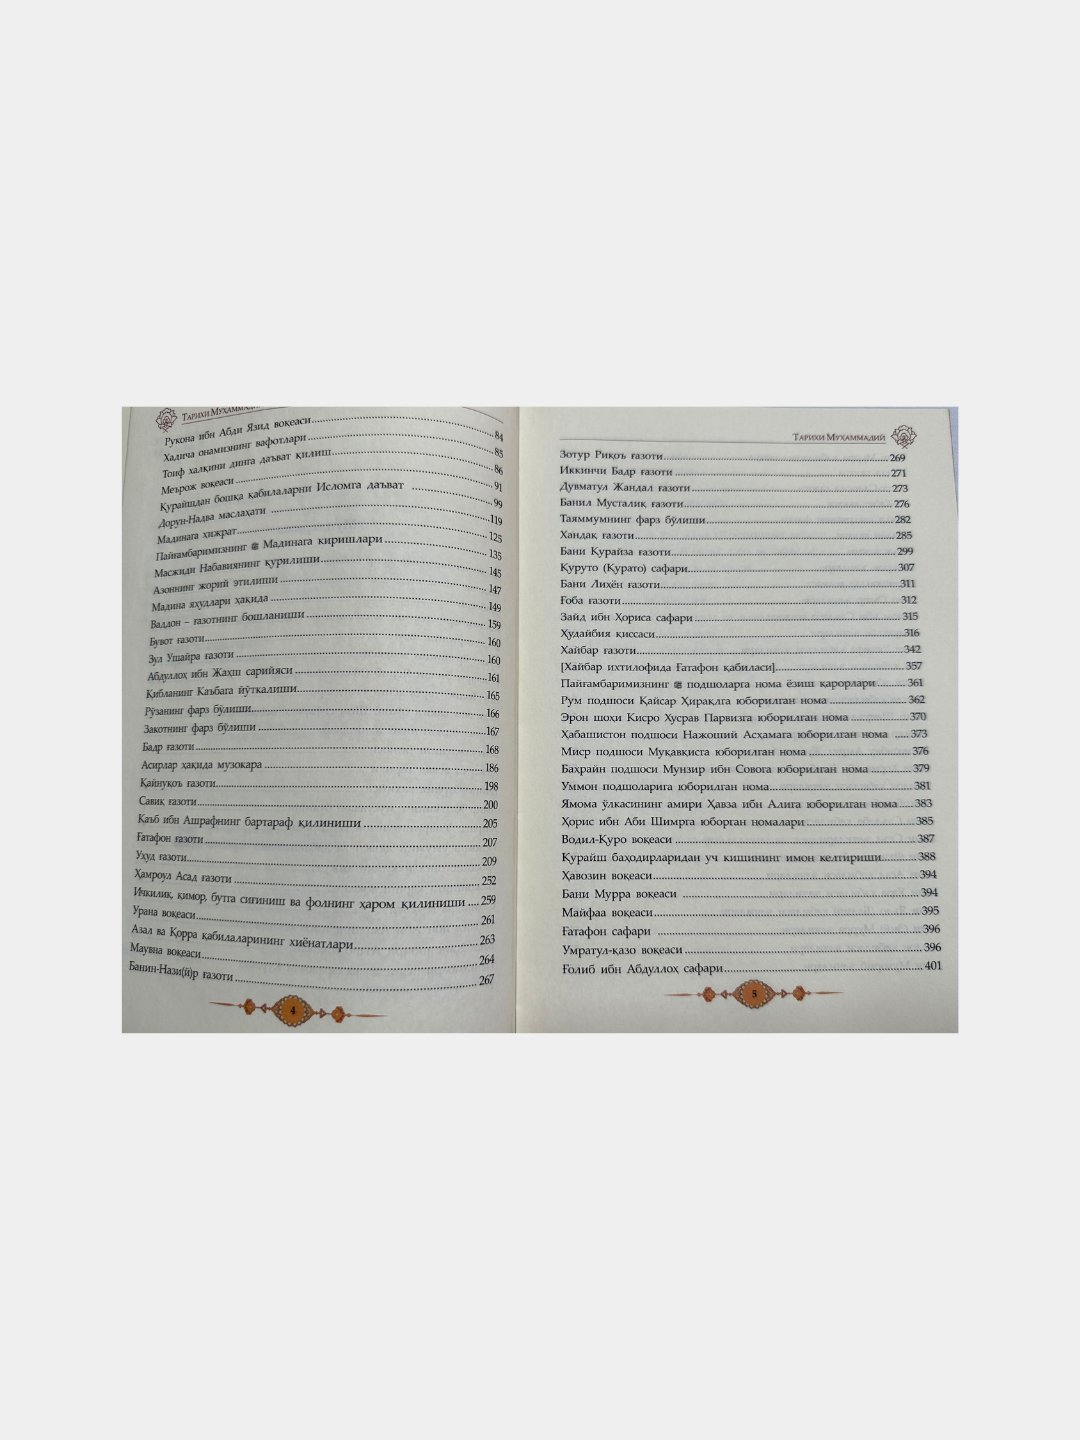 Тарихи Муҳаммадий
Рукона ибн Абди Язид воқеаси 84
Хадича онамизнинг вафотлари 85
Тоиф халқини динга даъват қилиш 86
Меърож воқеаси 91
Қурайшдан бошқа қабилаларни Исломга даъват 99
Дорун-Надва маслаҳати 119
Мадинага ҳижрат 125
Пайғамбаримизнинг ﷺ Мадинага киришлари 135
Масжиди Набавиянинг қурилиши 145
Азоннинг жорий этилиши 147
Мадина яҳудлари ҳақида 149
Ваддон – ғазотнинг бошланиши 159
Бувот ғазоти 160
Зул Ушайра ғазоти 160
Абдуллоҳ ибн Жаҳш сарийяси 161
Қибланинг Каъбага йўткалиши 165
Рўзанинг фарз бўлиши 166
Закотнинг фарз бўлиши 167
Бадр ғазоти 168
Асирлар ҳақида музокара 186
Қайнуқоъ ғазоти 198
Савиқ ғазоти 200
Каъб ибн Ашрафнинг бартараф қилиниши 205
Ғатафон ғазоти 207
Уҳуд ғазоти 209
Ҳамроул Асад ғазоти 252
Ичкилик, қимор, бутга сиғиниш ва фолнинг ҳаром қилиниши 259
Урана воқеаси 261
Азал ва Қорра қабилаларининг хиёнатлари 263
Маувна воқеаси 264
Банин-Нази(й)р ғазоти 267
4
Тарихи Муҳаммадий
Зотур Риқоъ ғазоти 269
Иккинчи Бадр ғазоти 271
Дувматул Жандал ғазоти 273
Банил Мусталиқ ғазоти 276
Таяммумнинг фарз бўлиши 282
Хандақ ғазоти 285
Бани Қурайза ғазоти 299
Қуруто (Қурато) сафари 307
Бани Лиҳён ғазоти 311
Ғоба ғазоти 312
Зайд ибн Ҳориса сафари 315
Ҳудайбия қиссаси 316
Хайбар ғазоти 342
[Хайбар ихтилофида Ғатафон қабиласи] 357
Пайғамбаримизнинг ﷺ подшоларга нома ёзиш қарорлари 361
Рум подшоси Қайсар Ҳирақлга юборилган нома 362
Эрон шоҳи Кисро Хусрав Парвизга юборилган нома 370
Ҳабашистон подшоси Нажоший Асҳамага юборилган нома 373
Миср подшоси Муқавқиста юборилган нома 376
Баҳрайн подшоси Мунзир ибн Совога юборилган нома 379
Уммон подшоларига юборилган нома 381
Ямома ўлкасининг амири Ҳавза ибн Алига юборилган нома 383
Ҳорис ибн Аби Шимрга юборган номалари 385
Водил-Қуро воқеаси 387
Қурайш баҳодирларидан уч кишининг имон келтириши 388
Ҳавозин воқеаси 394
Бани Мурра воқеаси 394
Майфаа воқеаси 395
Ғатафон сафари 396
Умратул-қазо воқеаси 396
Ғолиб ибн Абдуллоҳ сафари 401
5